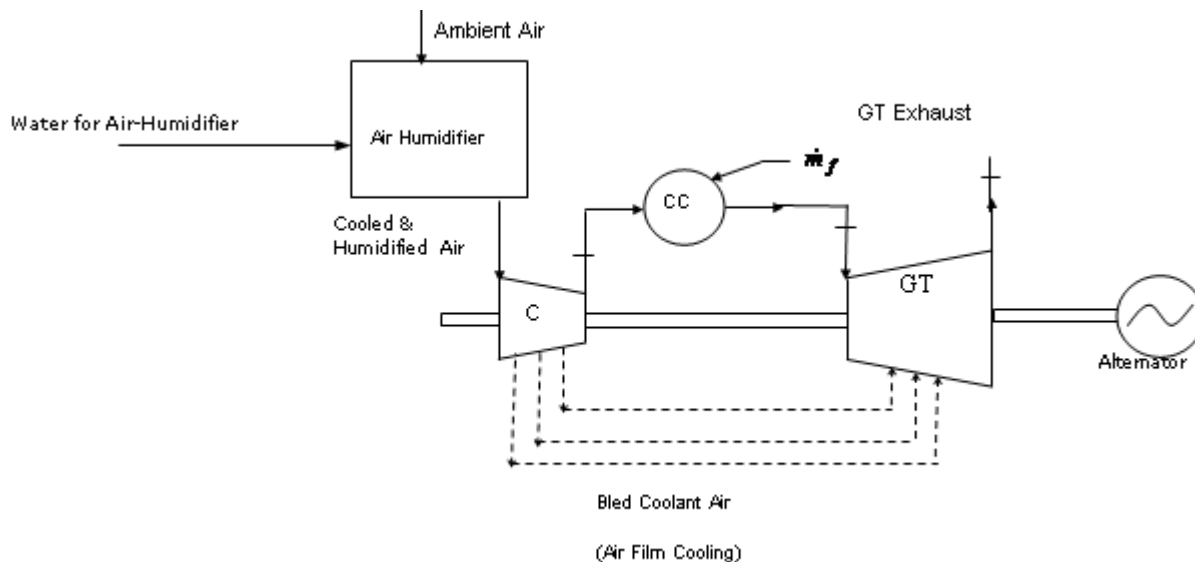 Ambient Air
Water for Air-Humidifier
Air Humidifier
GT Exhaust
ṁ f
CC
Cooled &
Humidified Air
GT
C
Alternator
Bled Coolant Air
(Air Film Cooling)